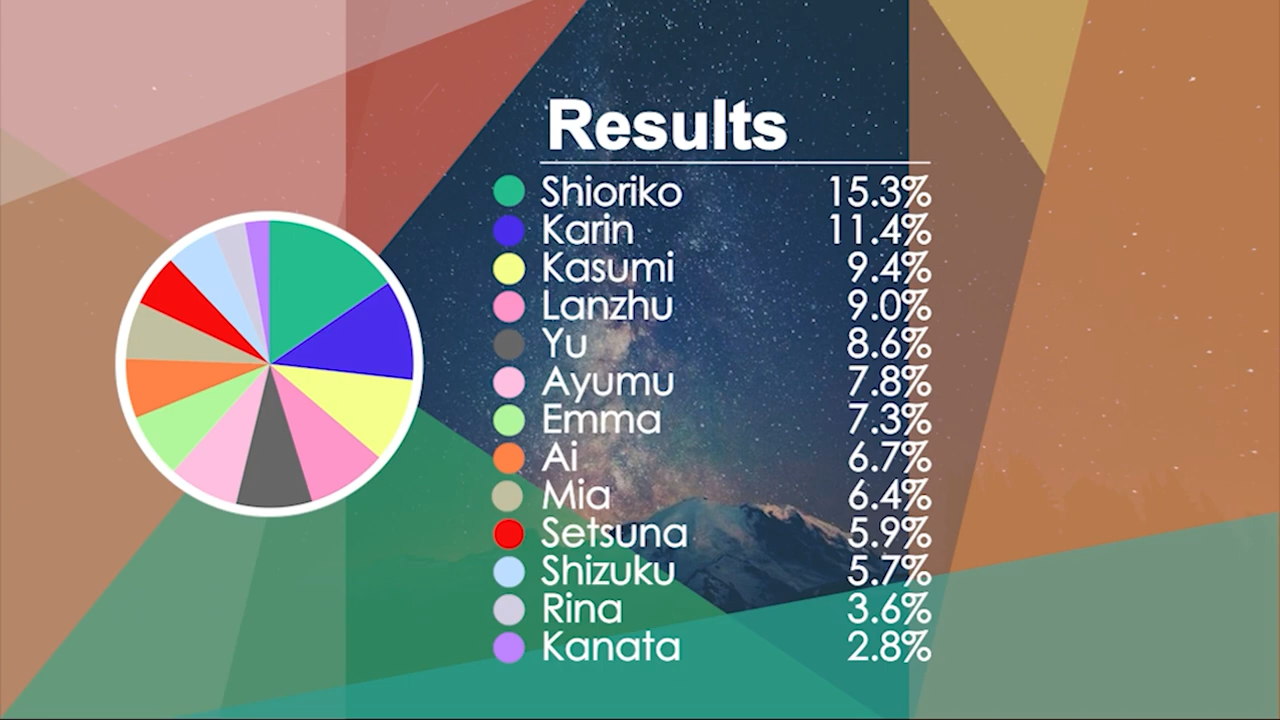 Results
Shioriko 15.3%
Karin 11.4%
Kasumi 9.4%
Lanzhu 9.0%
Yu 8.6%
Ayumu 7.8%
Emma 7.3%
Ai 6.7%
Mia 6.4%
Setsuna 5.9%
Shizuku 5.7%
Rina 3.6%
Kanata 2.8%